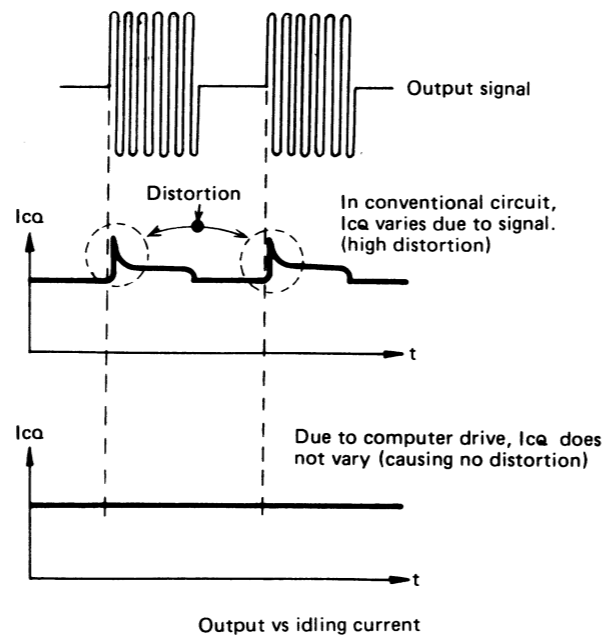 Output signal
Distortion
IcQ
In conventional circuit,
IcQ varies due to signal.
(high distortion)
t
IcQ
Due to computer drive, IcQ does
not vary (causing no distortion)
t
Output vs idling current